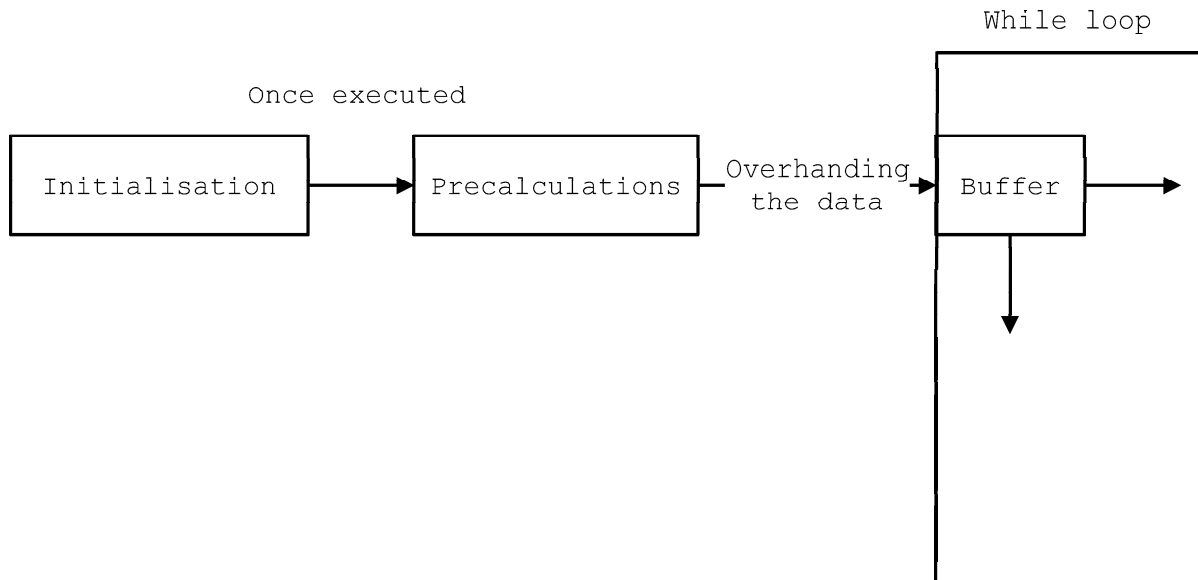 While loop
Once executed
Initialisation
Precalculations
Overhanding
the data
Buffer